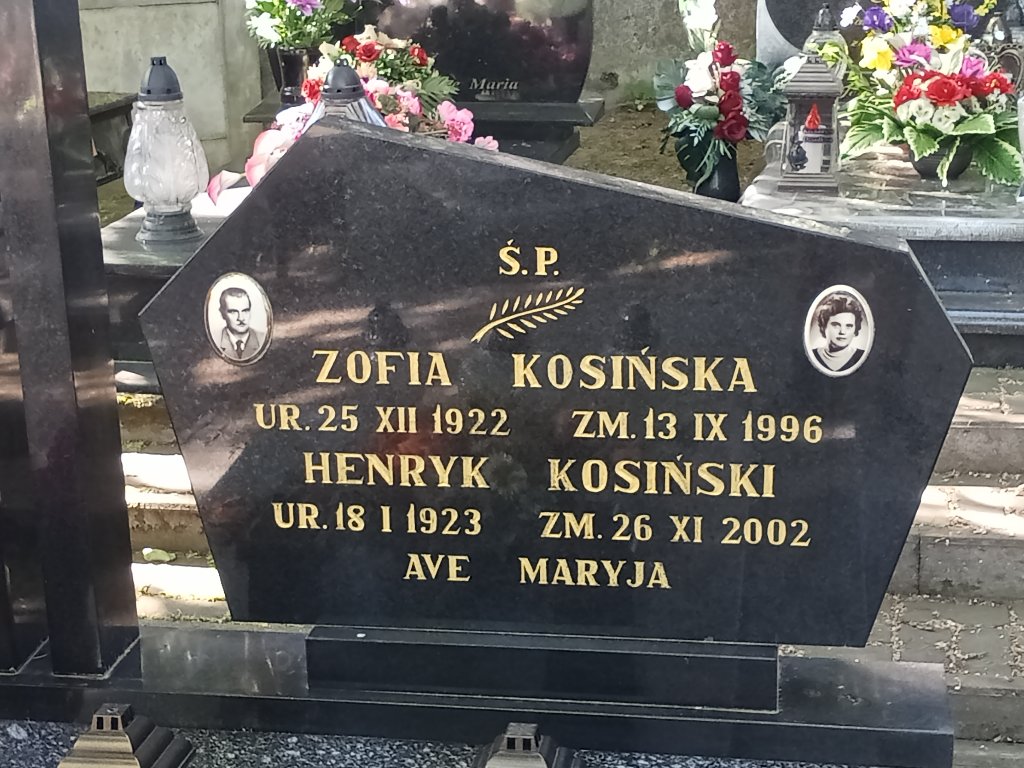 Maria
Ś.P.
ZOFIA KOSIŃSKA
UR. 25 XII 1922 ZM. 13 IX 1996
HENRYK KOSIŃSKI
UR. 18 I 1923 ZM. 26 XI 2002
AVE MARYJA